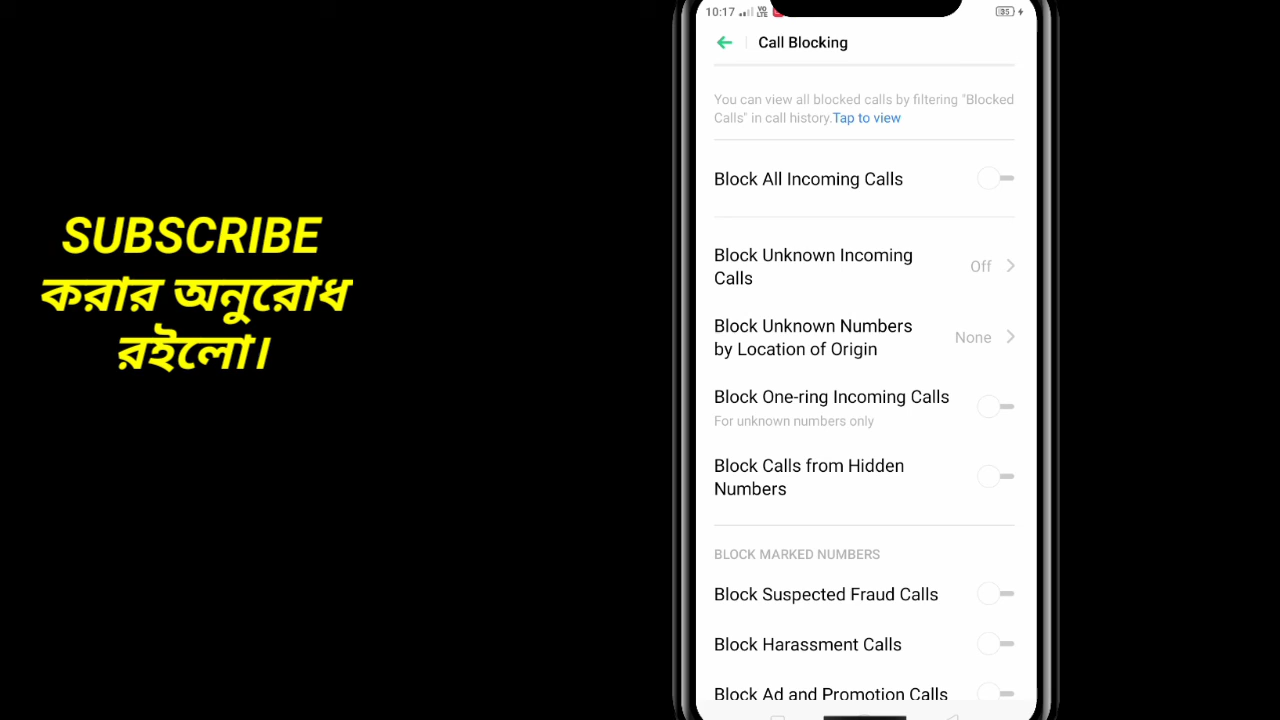 SUBSCRIBE
করার অনুরোধ
রইলো।
10:17 VO LTE 35
Call Blocking
You can view all blocked calls by filtering "Blocked
Calls" in call history.Tap to view
Block All Incoming Calls
Block Unknown Incoming
Calls
Off
Block Unknown Numbers
by Location of Origin
None
Block One-ring Incoming Calls
For unknown numbers only
Block Calls from Hidden
Numbers
BLOCK MARKED NUMBERS
Block Suspected Fraud Calls
Block Harassment Calls
Block Ad and Promotion Calls